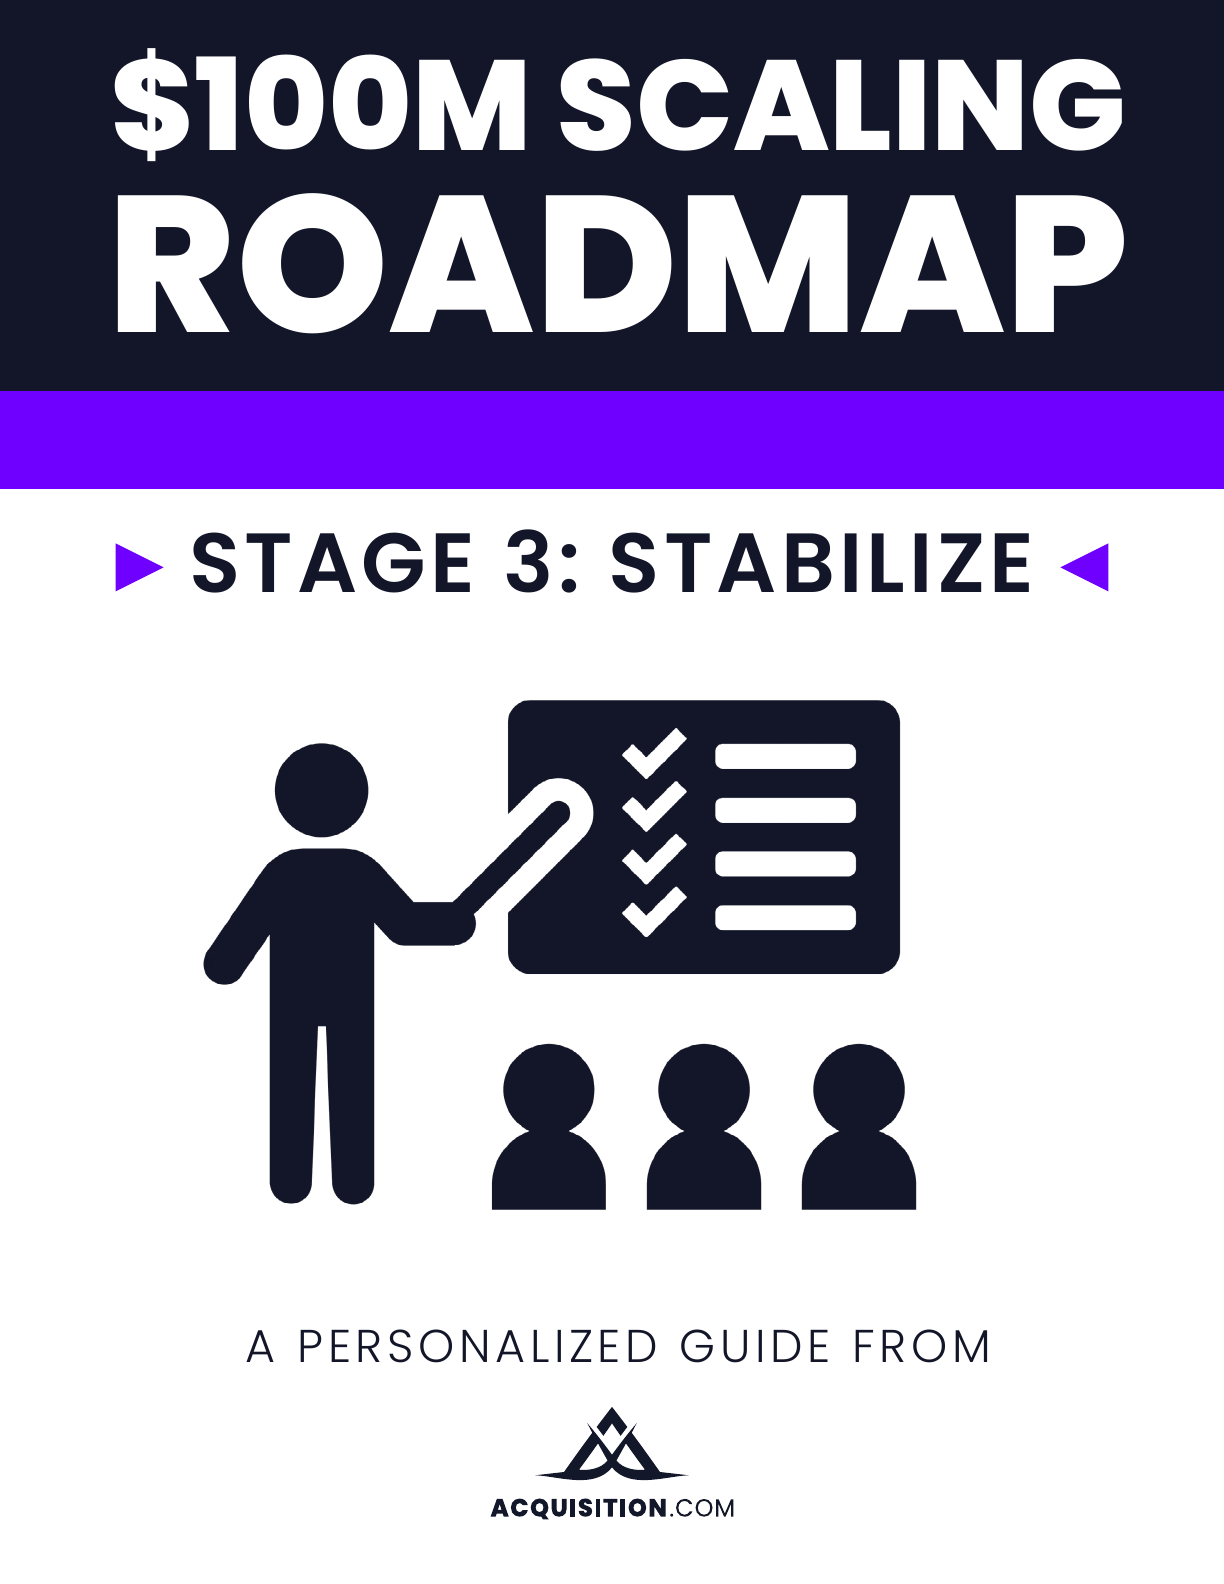 $100M SCALING
ROADMAP
STAGE 3: STABILIZE
A PERSONALIZED GUIDE FROM
ACQUISITION.COM